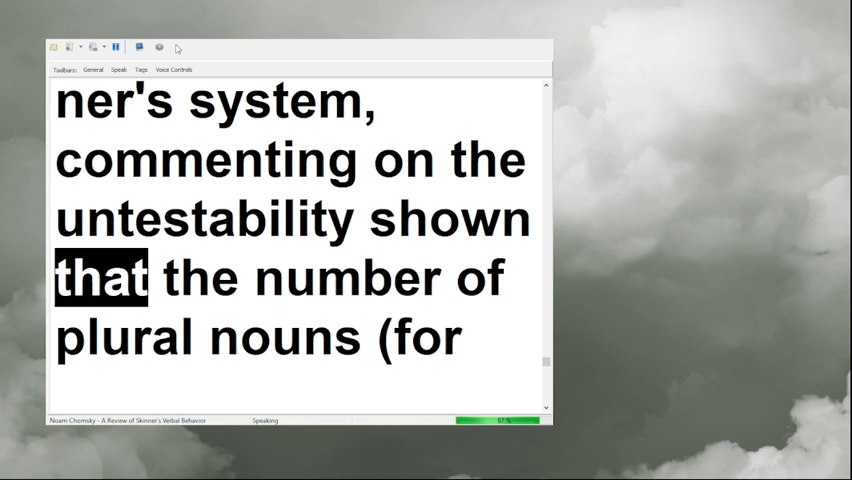 Toolbars: General Speak Tags Voice Controls
ner's system,
commenting on the
untestability shown
that the number of
plural nouns (for
Noam Chomsky - A Review of Skinner's Verbal Behavior Speaking 67 %